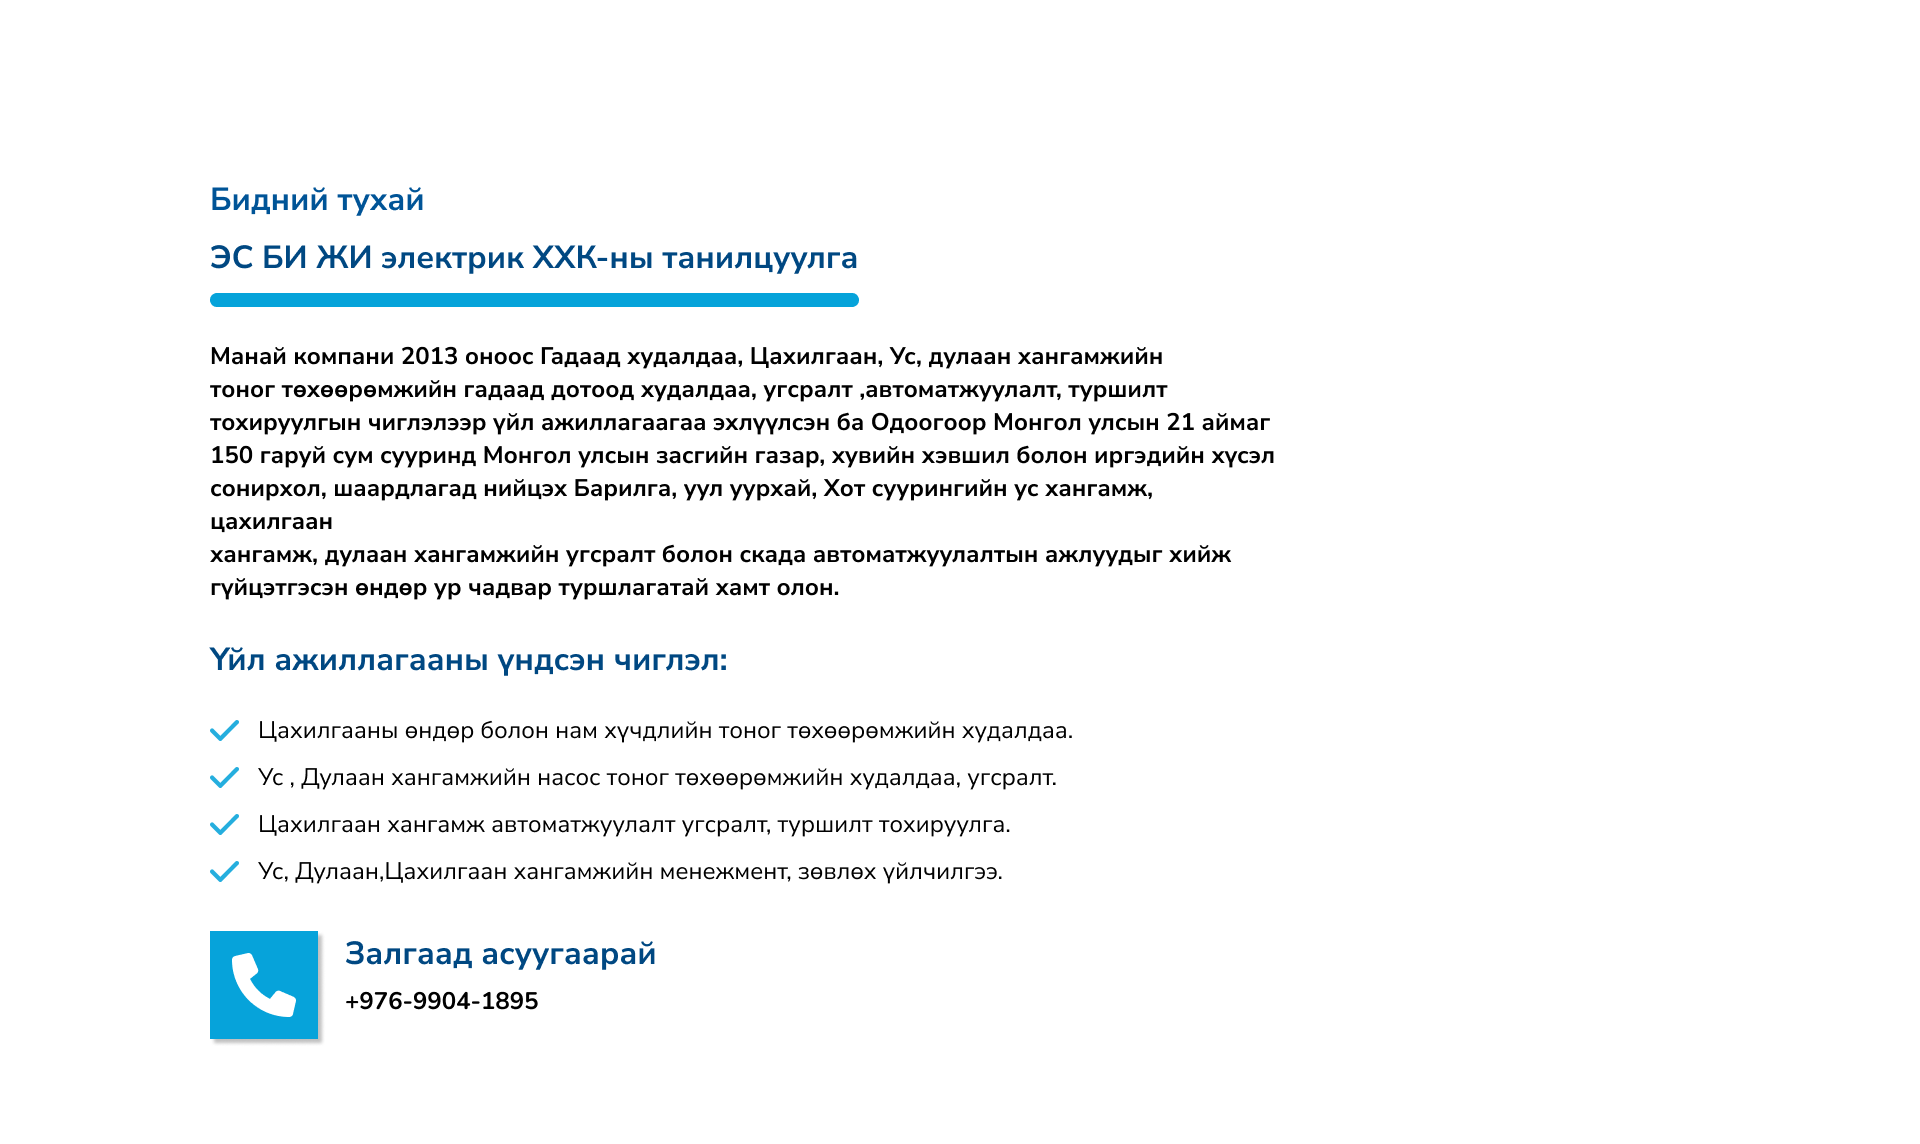 Бидний тухай
ЭС БИ ЖИ электрик ХХК-ны танилцуулга
Манай компани 2013 оноос Гадаад худалдаа, Цахилгаан, Ус, дулаан хангамжийн
тоног төхөөрөмжийн гадаад дотоод худалдаа, угсралт ,автоматжуулалт, туршилт
тохируулгын чиглэлээр үйл ажиллагаагаа эхлүүлсэн ба Одоогоор Монгол улсын 21 аймаг
150 гаруй сум сууринд Монгол улсын засгийн газар, хувийн хэвшил болон иргэдийн хүсэл
сонирхол, шаардлагад нийцэх Барилга, уул уурхай, Хот суурингийн ус хангамж,
цахилгаан
хангамж, дулаан хангамжийн угсралт болон скада автоматжуулалтын ажлуудыг хийж
гүйцэтгэсэн өндөр ур чадвар туршлагатай хамт олон.
Үйл ажиллагааны үндсэн чиглэл:
Цахилгааны өндөр болон нам хүчдлийн тоног төхөөрөмжийн худалдаа.
Ус , Дулаан хангамжийн насос тоног төхөөрөмжийн худалдаа, угсралт.
Цахилгаан хангамж автоматжуулалт угсралт, туршилт тохируулга.
Ус, Дулаан,Цахилгаан хангамжийн менежмент, зөвлөх үйлчилгээ.
Залгаад асуугаарай
+976-9904-1895